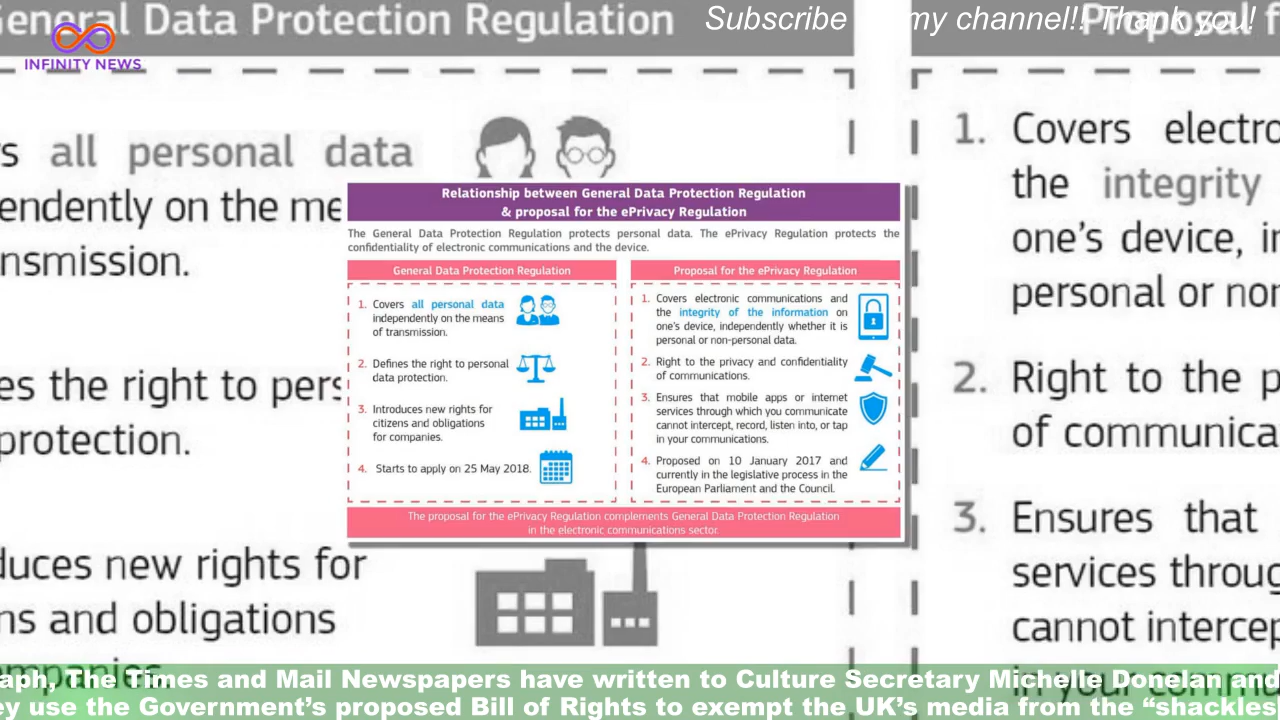 General Data Protection Regulation
Subscribe my channel!! Thank you!
Proposal f
INFINITY NEWS
s all personal data
endently on the me
nsmission.
es the right to pers
protection.
duces new rights for
ns and obligations
ompanies.
Relationship between General Data Protection Regulation
& proposal for the ePrivacy Regulation
The General Data Protection Regulation protects personal data. The ePrivacy Regulation protects the
confidentiality of electronic communications and the device.
General Data Protection Regulation
1. Covers all personal data
independently on the means
of transmission.
2. Defines the right to personal
data protection.
3. Introduces new rights for
citizens and obligations
for companies.
4. Starts to apply on 25 May 2018.
Proposal for the ePrivacy Regulation
1. Covers electronic communications and
the integrity of the information on
one's device, independently whether it is
personal or non-personal data.
2. Right to the privacy and confidentiality
of communications.
3. Ensures that mobile apps or internet
services through which you communicate
cannot intercept, record, listen into, or tap
in your communications.
4. Proposed on 10 January 2017 and
currently in the legislative process in the
European Parliament and the Council.
The proposal for the ePrivacy Regulation complements General Data Protection Regulation
in the electronic communications sector.
1. Covers electro
the integrity
one's device, in
personal or non
2. Right to the p
of communica
3. Ensures that
services throug
cannot intercep
in your commu
aph, The Times and Mail Newspapers have written to Culture Secretary Michelle Donelan and
ey use the Government's proposed Bill of Rights to exempt the UK's media from the "shackles